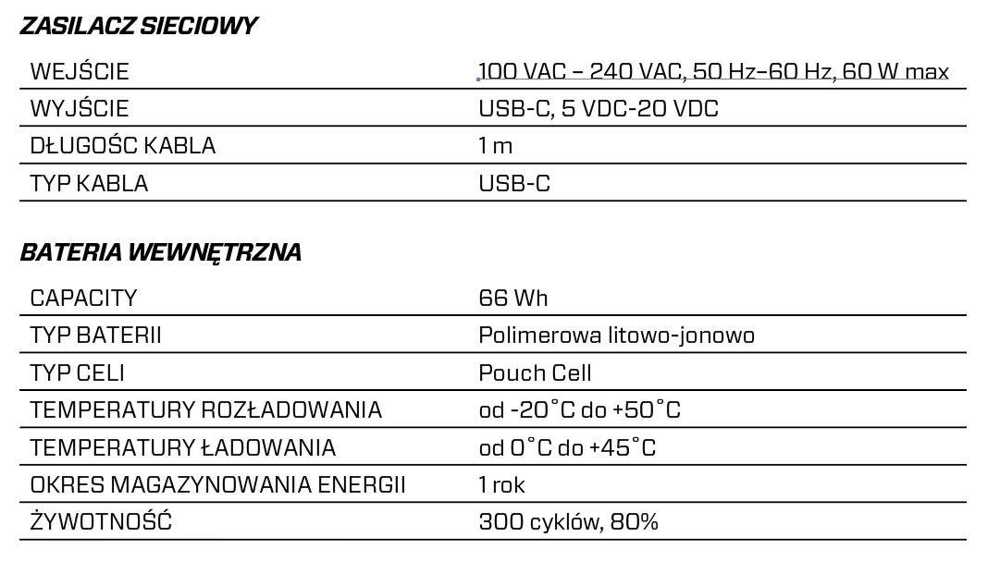 ZASILACZ SIECIOWY
WEJŚCIE 100 VAC – 240 VAC, 50 Hz–60 Hz, 60 W max
WYJŚCIE USB-C, 5 VDC-20 VDC
DŁUGOŚC KABLA 1 m
TYP KABLA USB-C
BATERIA WEWNĘTRZNA
CAPACITY 66 Wh
TYP BATERII Polimerowa litowo-jonowo
TYP CELI Pouch Cell
TEMPERATURY ROZŁADOWANIA od -20˚C do +50˚C
TEMPERATURY ŁADOWANIA od 0˚C do +45˚C
OKRES MAGAZYNOWANIA ENERGII 1 rok
ŻYWOTNOŚĆ 300 cyklów, 80%